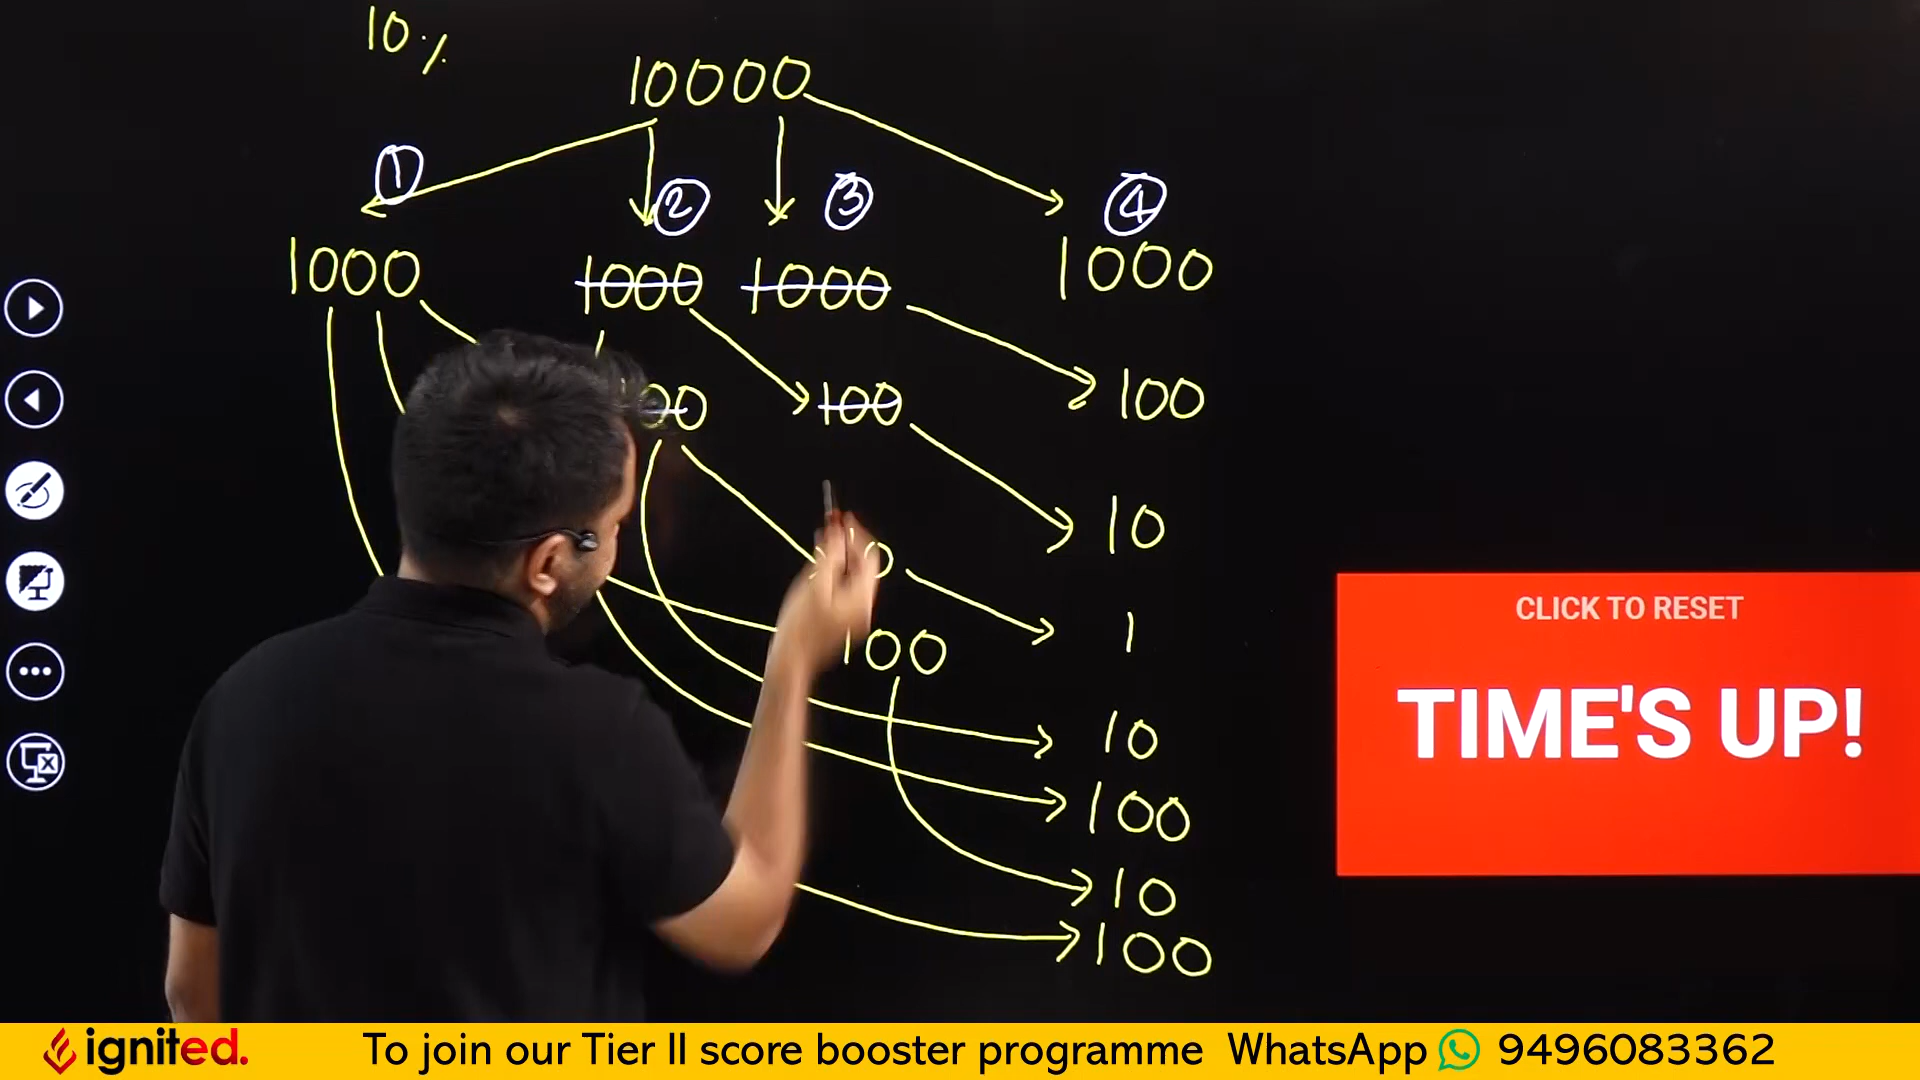 10%
10000
1 2 3 4
1000 1000 1000 1000
100 100
10
1
100
10
100
10
100
CLICK TO RESET
TIME'S UP!
ignited. To join our Tier II score booster programme WhatsApp 9496083362